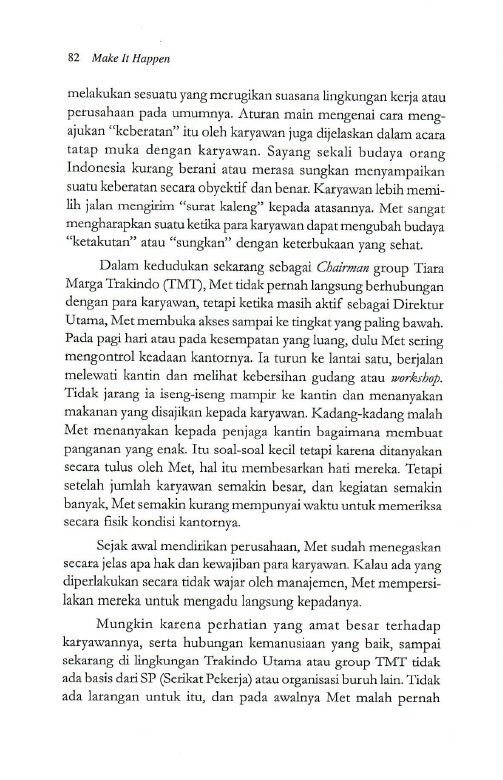 82 Make It Happen
melakukan sesuatu yang merugikan suasana lingkungan kerja atau
perusahaan pada umumnya. Aturan main mengenai cara meng-
ajukan “keberatan” itu oleh karyawan juga dijelaskan dalam acara
tatap muka dengan karyawan. Sayang sekali budaya orang
Indonesia kurang berani atau merasa sungkan menyampaikan
suatu keberatan secara obyektif dan benar. Karyawan lebih memi-
lih jalan mengirim “surat kaleng” kepada atasannya. Met sangat
mengharapkan suatu ketika para karyawan dapat mengubah budaya
“ketakutan” atau “sungkan” dengan keterbukaan yang sehat.
Dalam kedudukan sekarang sebagai Chairman group Tiara
Marga Trakindo (TMT), Met tidak pernah langsung berhubungan
dengan para karyawan, tetapi ketika masih aktif sebagai Direktur
Utama, Met membuka akses sampai ke tingkat yang paling bawah.
Pada pagi hari atau pada kesempatan yang luang, dulu Met sering
mengontrol keadaan kantornya. Ia turun ke lantai satu, berjalan
melewati kantin dan melihat kebersihan gudang atau workshop.
Tidak jarang ia iseng-iseng mampir ke kantin dan menanyakan
makanan yang disajikan kepada karyawan. Kadang-kadang malah
Met menanyakan kepada penjaga kantin bagaimana membuat
panganan yang enak. Itu soal-soal kecil tetapi karena ditanyakan
secara tulus oleh Met, hal itu membesarkan hati mereka. Tetapi
setelah jumlah karyawan semakin besar, dan kegiatan semakin
banyak, Met semakin kurang mempunyai waktu untuk memeriksa
secara fisik kondisi kantornya.
Sejak awal mendirikan perusahaan, Met sudah menegaskan
secara jelas apa hak dan kewajiban para karyawan. Kalau ada yang
diperlakukan secara tidak wajar oleh manajemen, Met mempersi-
lakan mereka untuk mengadu langsung kepadanya.
Mungkin karena perhatian yang amat besar terhadap
karyawannya, serta hubungan kemanusiaan yang baik, sampai
sekarang di lingkungan Trakindo Utama atau group TMT tidak
ada basis dari SP (Serikat Pekerja) atau organisasi buruh lain. Tidak
ada larangan untuk itu, dan pada awalnya Met malah pernah